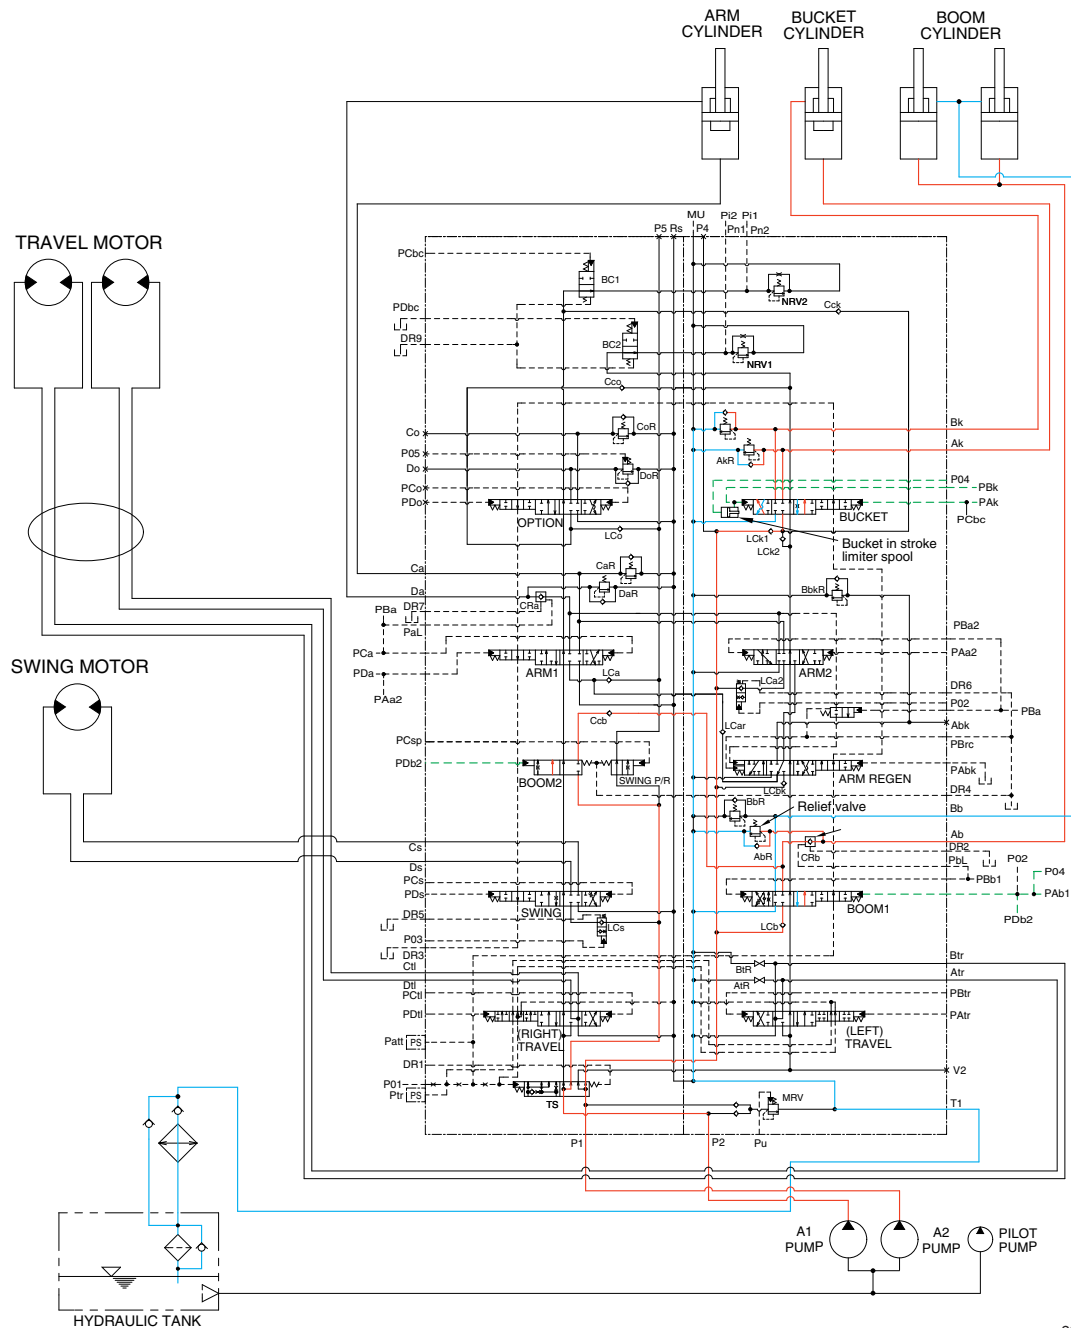 ARM
CYLINDER
BUCKET
CYLINDER
BOOM
CYLINDER
TRAVEL MOTOR
P5 Rs
MU
P4
Pi2
Pn1
Pi1
Pn2
PCbc
BC1
NRV2
Cck
PDbc
DR9
BC2
NRV1
Cco
Co
CoR
Bk
Ak
P05
Do
DoR
AkR
P04
PBk
PCo
PDo
PAk
PCbc
OPTION
BUCKET
LCo
LCk1
LCk2
Bucket in stroke
limiter spool
Ca
CaR
Da
DaR
BbkR
CRa
PBa
DR7
PaL
PBa2
PCa
PAa2
PDa
ARM1
ARM2
PAa2
LCa
LCa2
DR6
P02
PBa
Ccb
LCar
Abk
PCsp
PBrc
PDb2
PAbk
BOOM2
SWING P/R
ARM REGEN
LCbk
DR4
BbR
Relief valve
Bb
Ab
AbR
CRb
DR2
PbL
P02
P04
SWING MOTOR
Cs
Ds
PCs
PDs
PBb1
PAb1
PDb2
SWING
BOOM1
DR5
LCs
LCb
P03
DR3
Ctl
Btr
BtR
Atr
AtR
Dtl
PCtl
PBtr
PDtl
PAtr
(RIGHT)
TRAVEL
(LEFT)
TRAVEL
Patt
PS
DR1
V2
P01
Ptr
PS
TS
MRV
T1
P1
P2
Pu
A1
PUMP
A2
PUMP
PILOT
PUMP
HYDRAULIC TANK